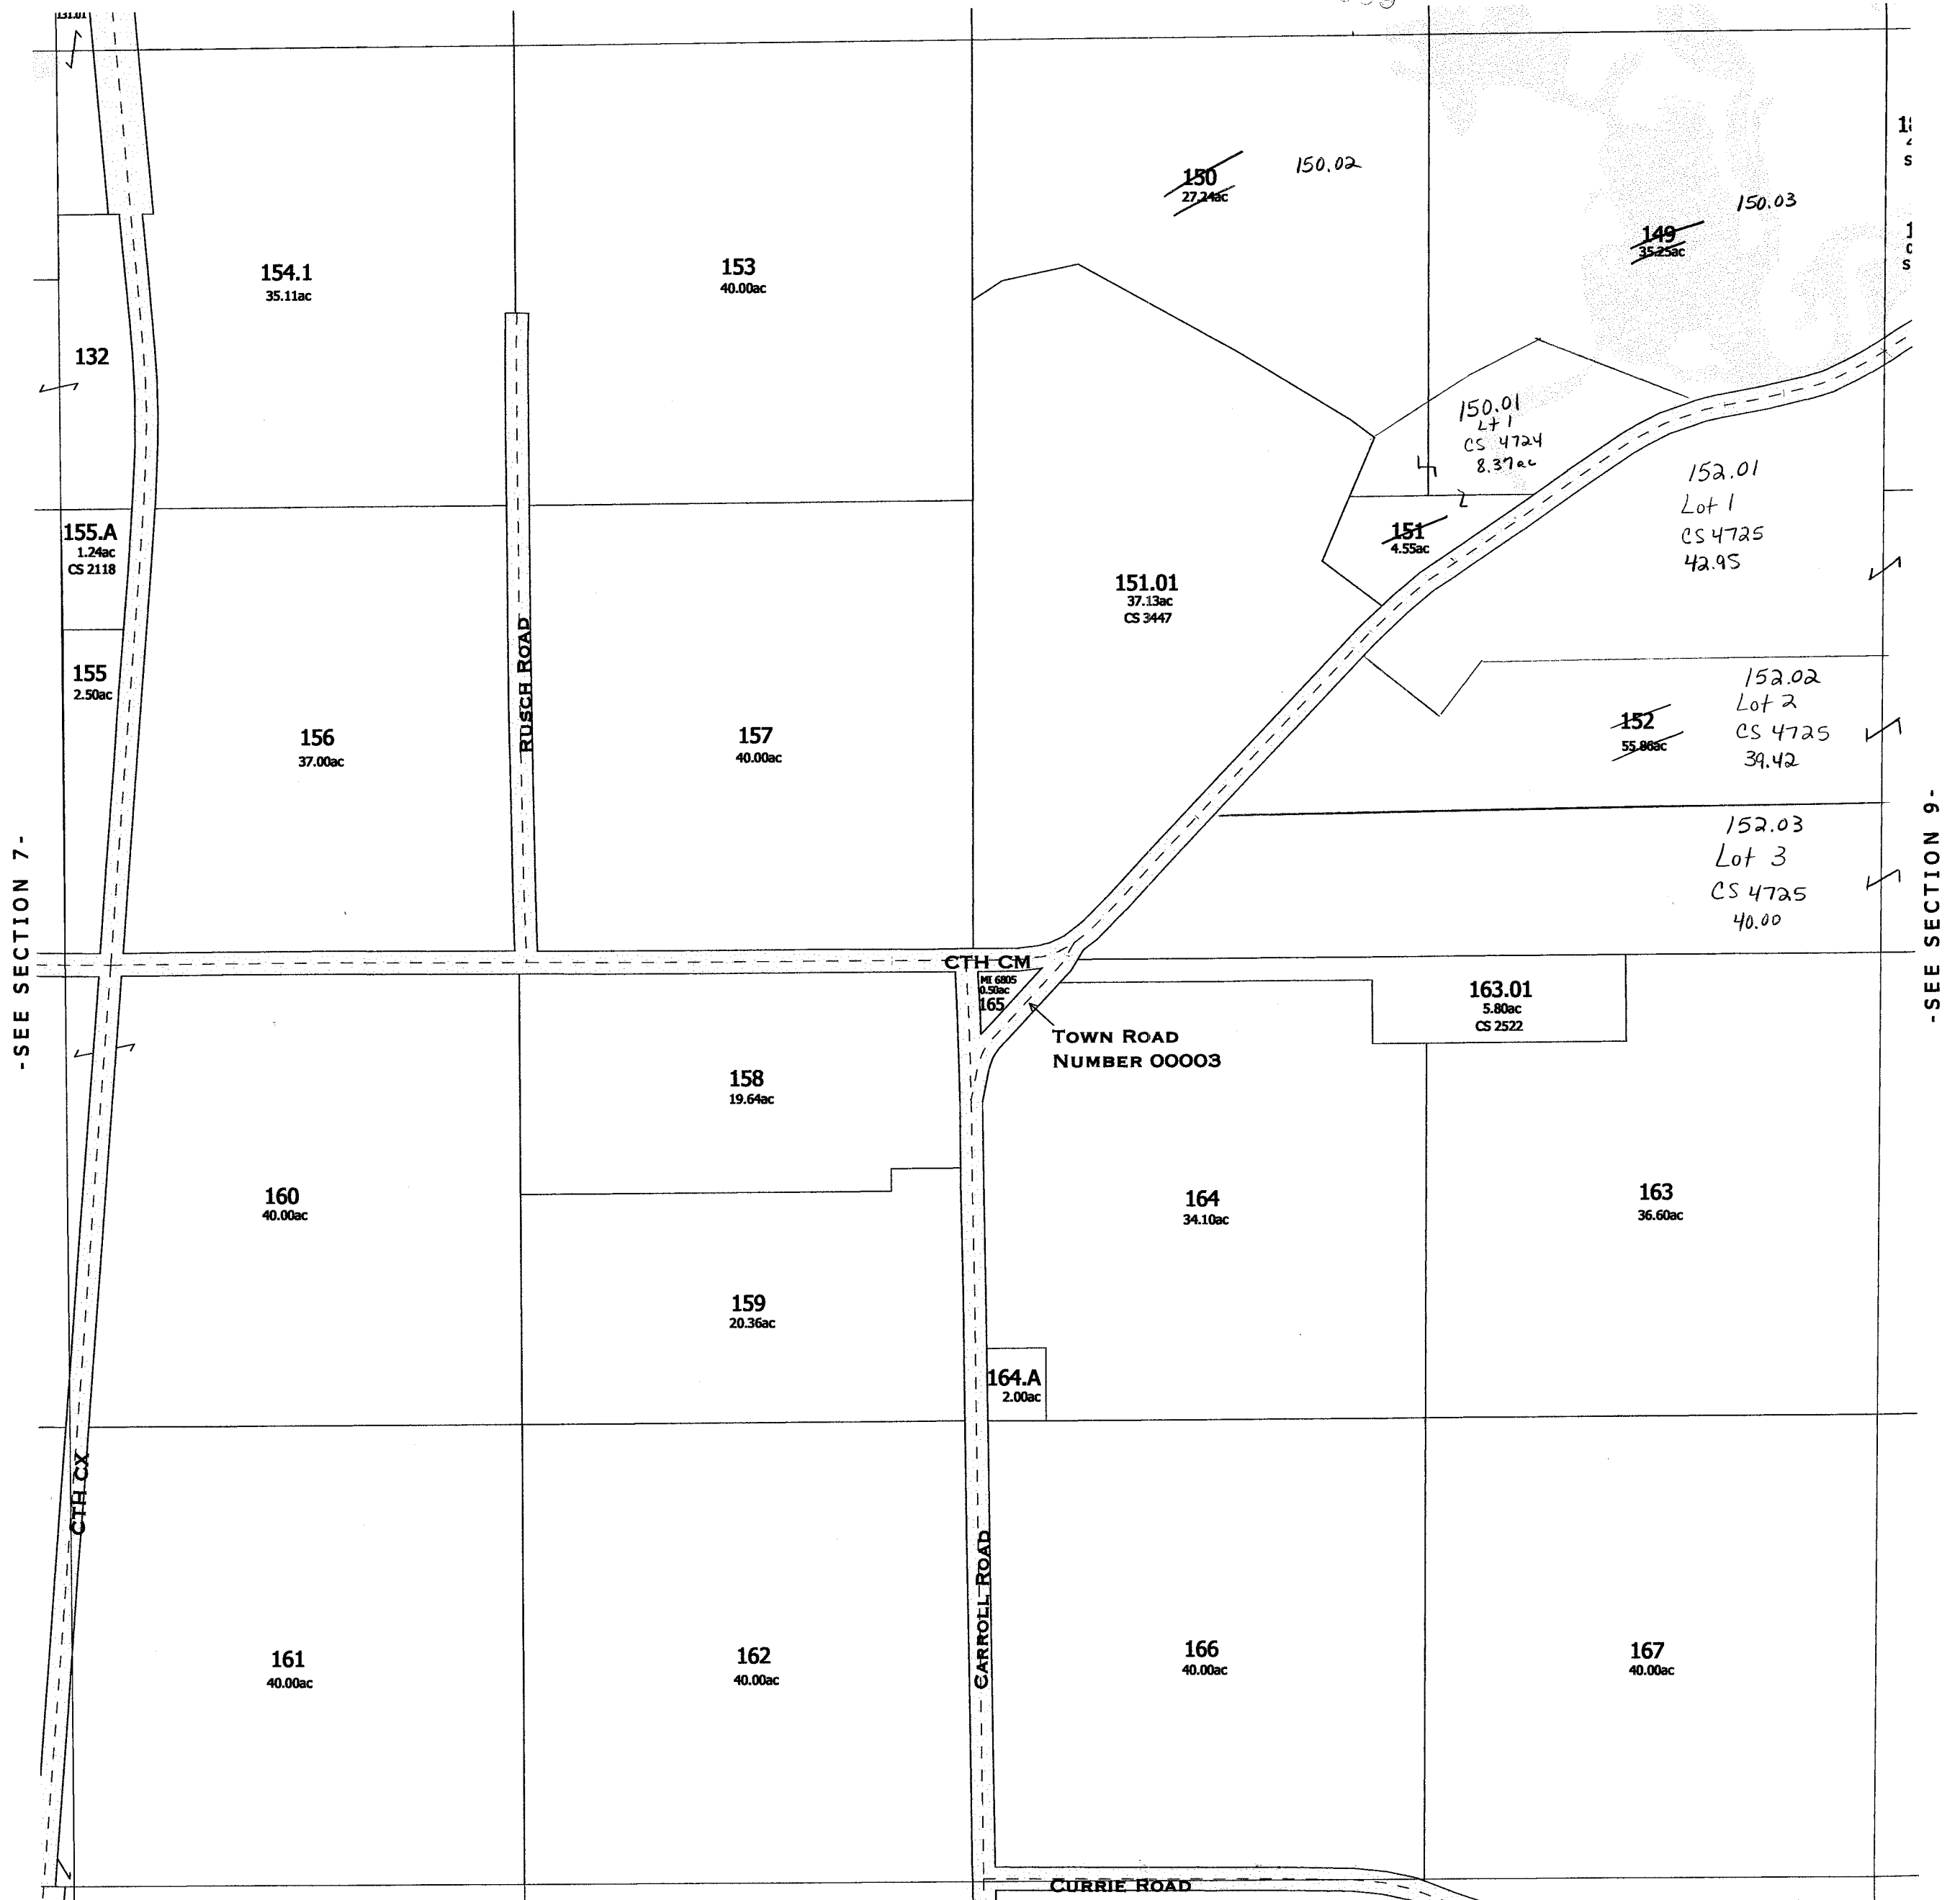 131.01
150
27.24ac
150.02
149
35.25ac
150.03
154.1
35.11ac
153
40.00ac
132
150.01
Lt 1
CS 4724
8.37ac
152.01
Lot 1
CS 4725
42.95
155.A
1.24ac
CS 2118
151
4.55ac
151.01
37.13ac
CS 3447
155
2.50ac
RUSCH ROAD
156
37.00ac
157
40.00ac
152
55.86ac
152.02
Lot 2
CS 4725
39.42
152.03
Lot 3
CS 4725
40.00
-SEE SECTION 7-
-SEE SECTION 9-
CTH CM
MI 6805
0.50ac
165
TOWN ROAD
NUMBER 00003
163.01
5.80ac
CS 2522
158
19.64ac
160
40.00ac
164
34.10ac
163
36.60ac
159
20.36ac
164.A
2.00ac
CTH CX
CARROLL ROAD
161
40.00ac
162
40.00ac
166
40.00ac
167
40.00ac
CURRIE ROAD